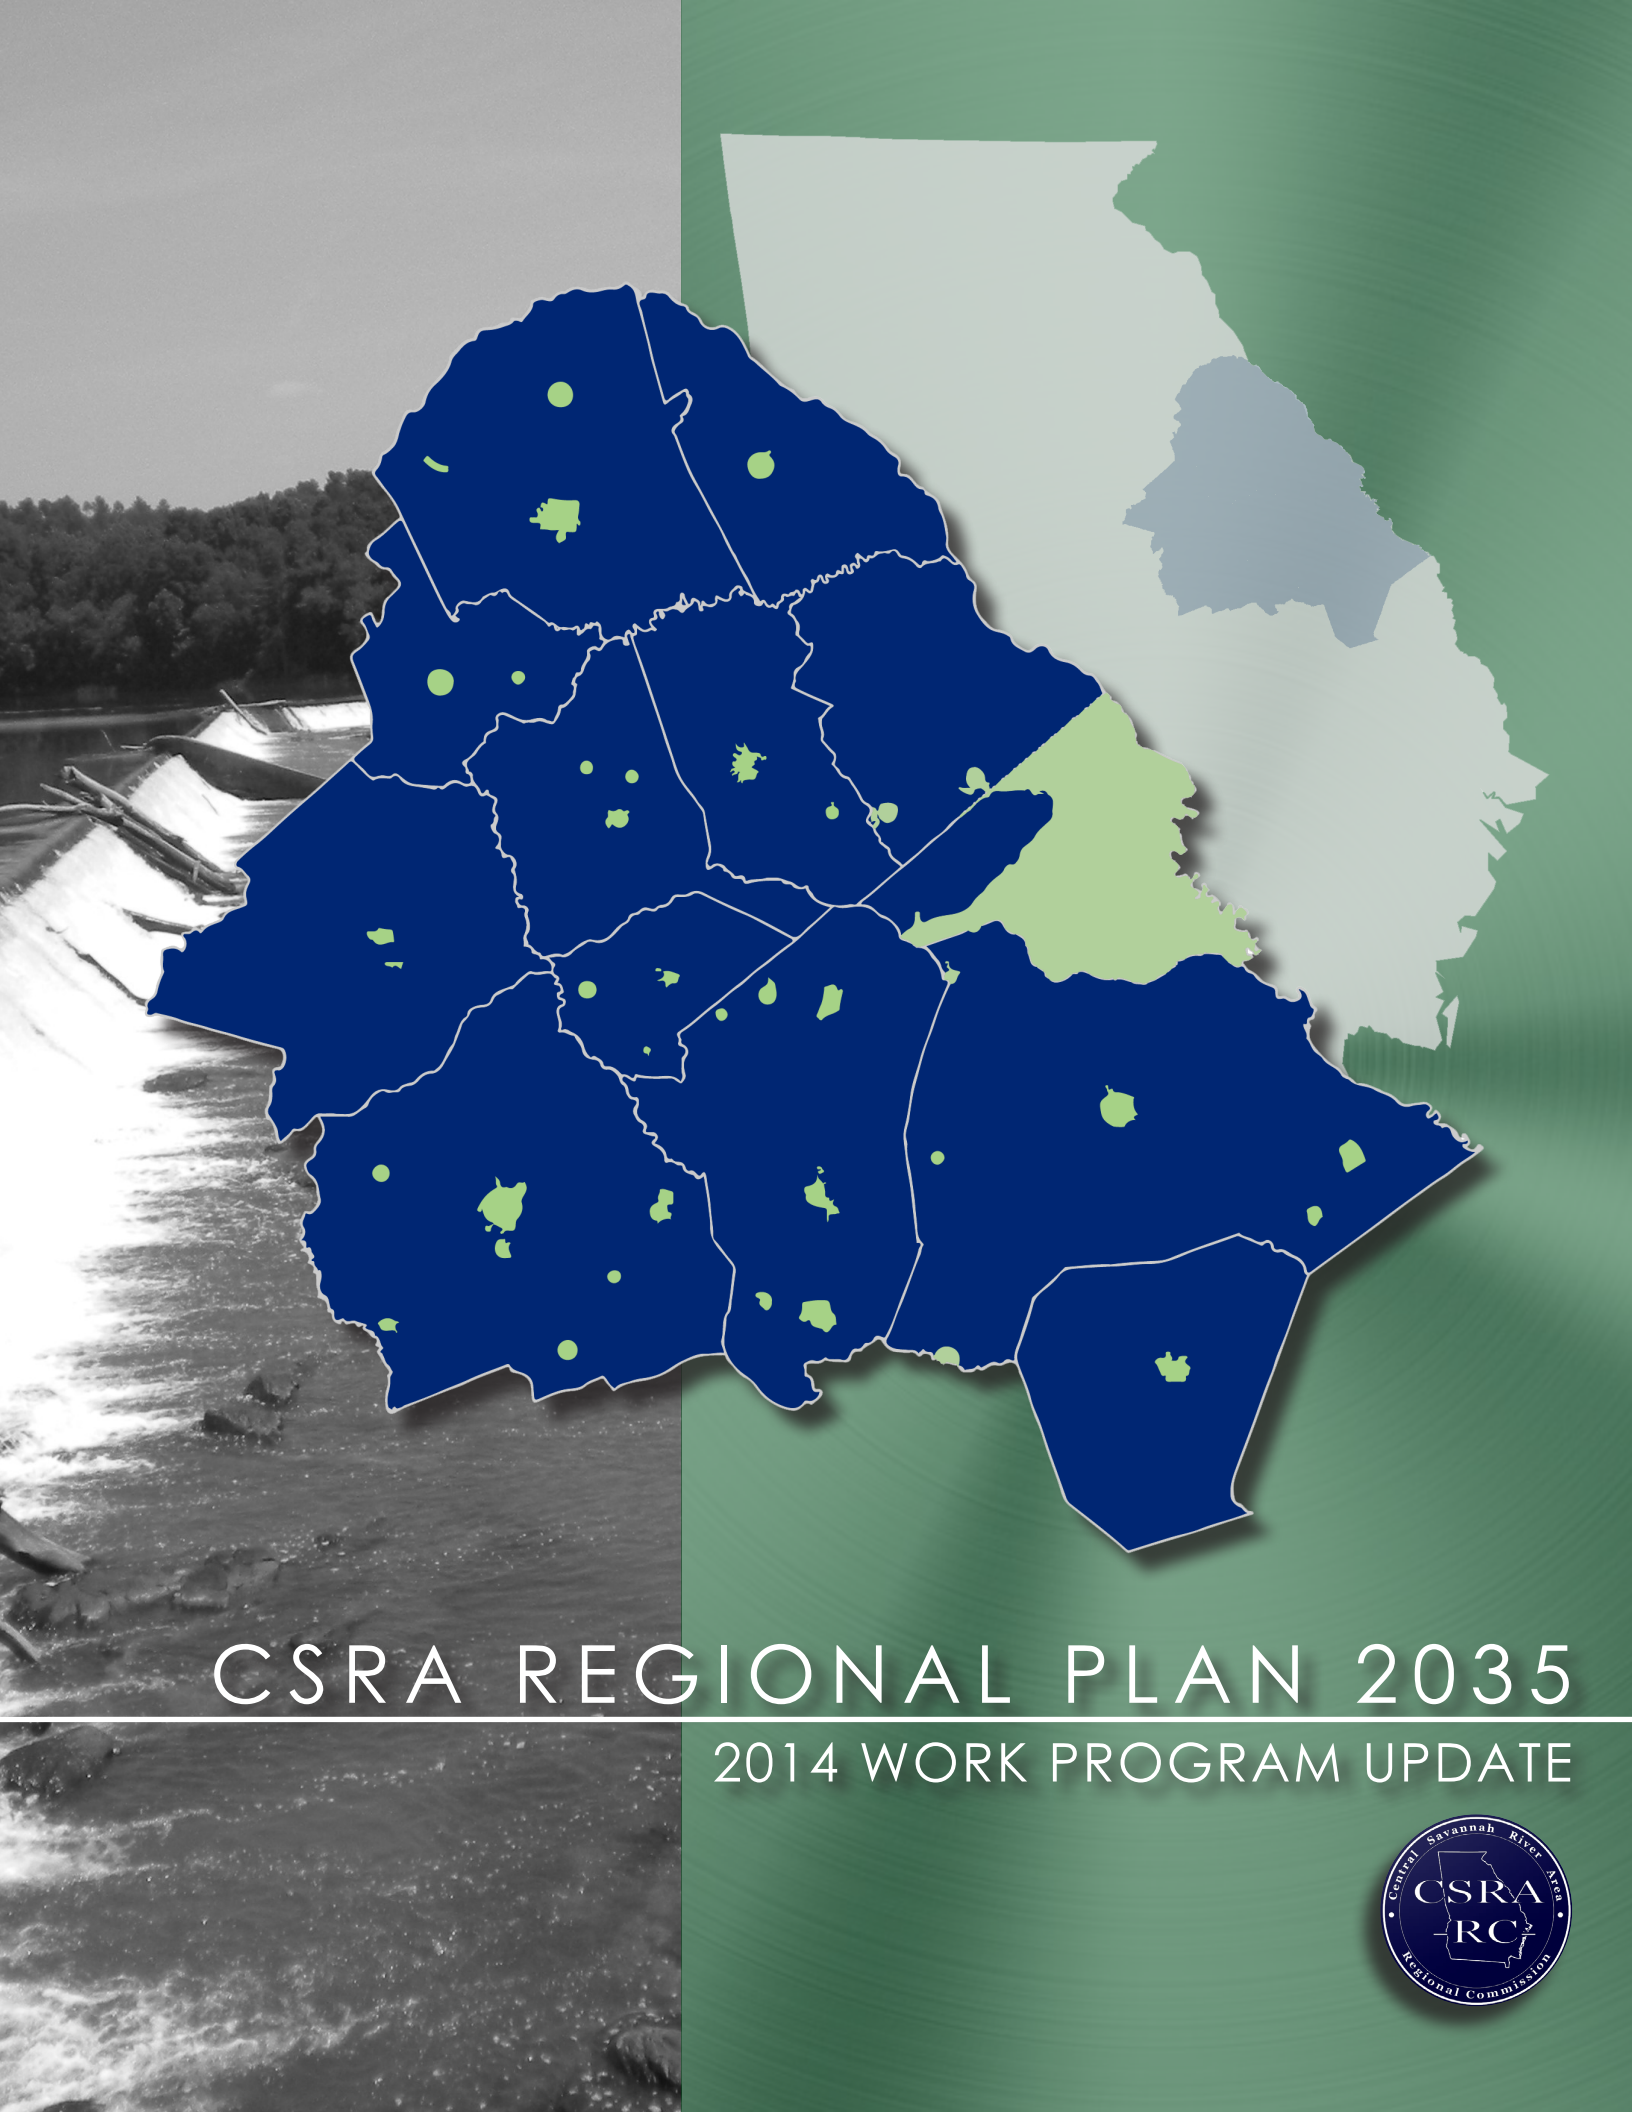 CSRA REGIONAL PLAN 2035
2014 WORK PROGRAM UPDATE
Central Savannah River Area
CSRA
RC
Regional Commission